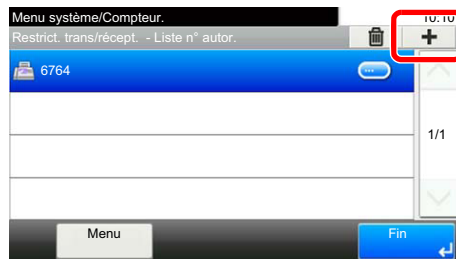 Menu système/Compteur.
10:10
Restrict. trans/récept. - Liste n° autor.
6764
1/1
Menu
Fin